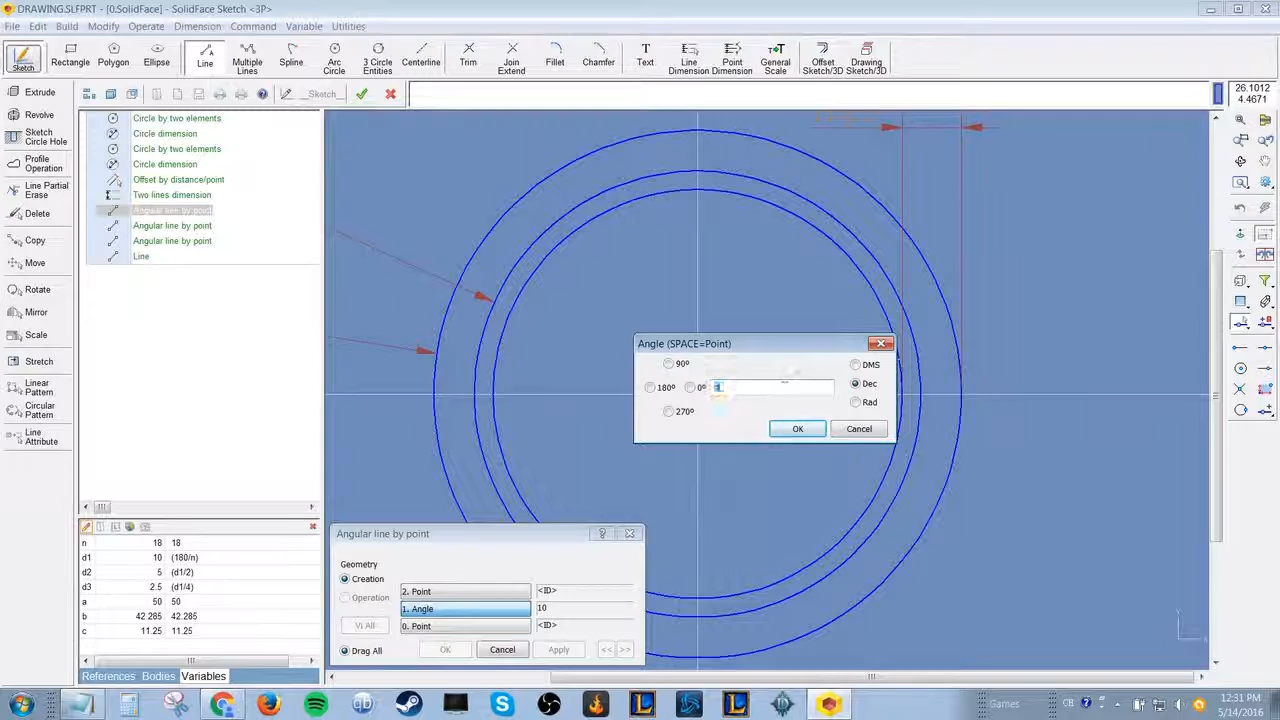 DRAWING.SLFPRT - [0.SolidFace] - SolidFace Sketch <3P>
File Edit Build Modify Operate Dimension Command Variable Utilities
Sketch Rectangle Polygon Ellipse Line Multiple Lines Spline Arc Circle 3 Circle Entities Centerline Trim Join Extend Fillet Chamfer Text Line Dimension Point Dimension General Scale Offset Sketch/3D Drawing Sketch/3D
Sketch
26.1012
4.4671
Extrude
Revolve
Sketch Circle Hole
Profile Operation
Line Partial Erase
Delete
Copy
Move
Rotate
Mirror
Scale
Stretch
Linear Pattern
Circular Pattern
Line Attribute
Circle by two elements
Circle dimension
Circle by two elements
Circle dimension
Offset by distance/point
Two lines dimension
Angular line by point
Angular line by point
Angular line by point
Line
Angle (SPACE=Point)
90º
180º 0º
270º
DMS
Dec
Rad
OK Cancel
Angular line by point
Geometry
Creation
Operation
Vi All
Drag All
2. Point <ID>
1. Angle 10
0. Point <ID>
OK Cancel Apply << >>
n 18 18
d1 10 (180/n)
d2 5 (d1/2)
d3 2.5 (d1/4)
a 50 50
b 42.285 42.285
c 11.25 11.25
References Bodies Variables
Games
12:31 PM
5/14/2016